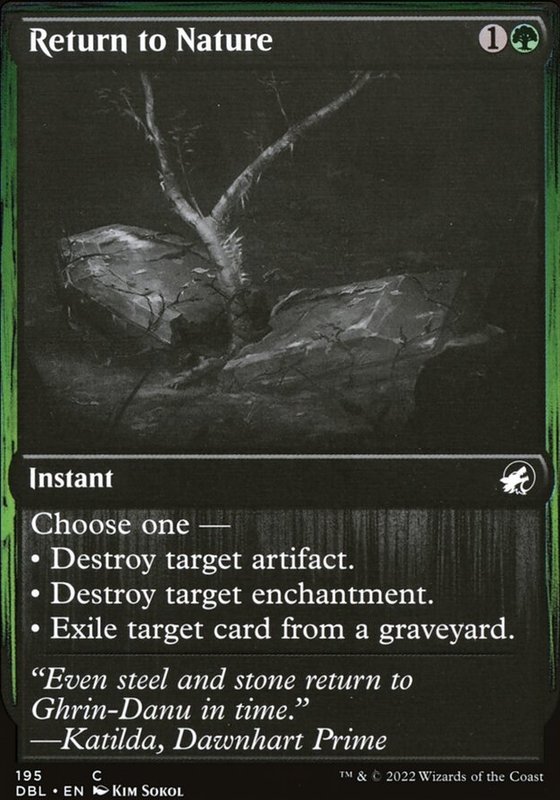 Return to Nature 1
Instant
Choose one —
• Destroy target artifact.
• Destroy target enchantment.
• Exile target card from a graveyard.
“Even steel and stone return to
Ghrin-Danu in time.”
—Katilda, Dawnhart Prime
195 C
DBL • EN Kim Sokol
™ & © 2022 Wizards of the Coast